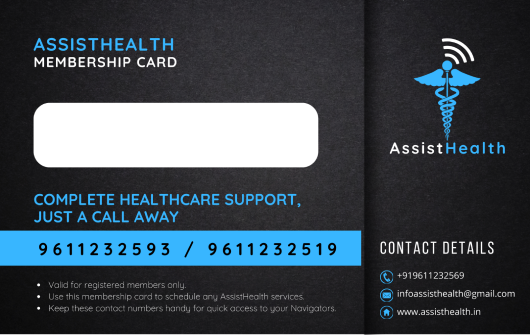 ASSISTHEALTH
MEMBERSHIP CARD
AssistHealth
COMPLETE HEALTHCARE SUPPORT,
JUST A CALL AWAY
9611232593 / 9611232519
Valid for registered members only.
Use this membership card to schedule any AssistHealth services.
Keep these contact numbers handy for quick access to your Navigators.
CONTACT DETAILS
+919611232569
infoassisthealth@gmail.com
www.assisthealth.in